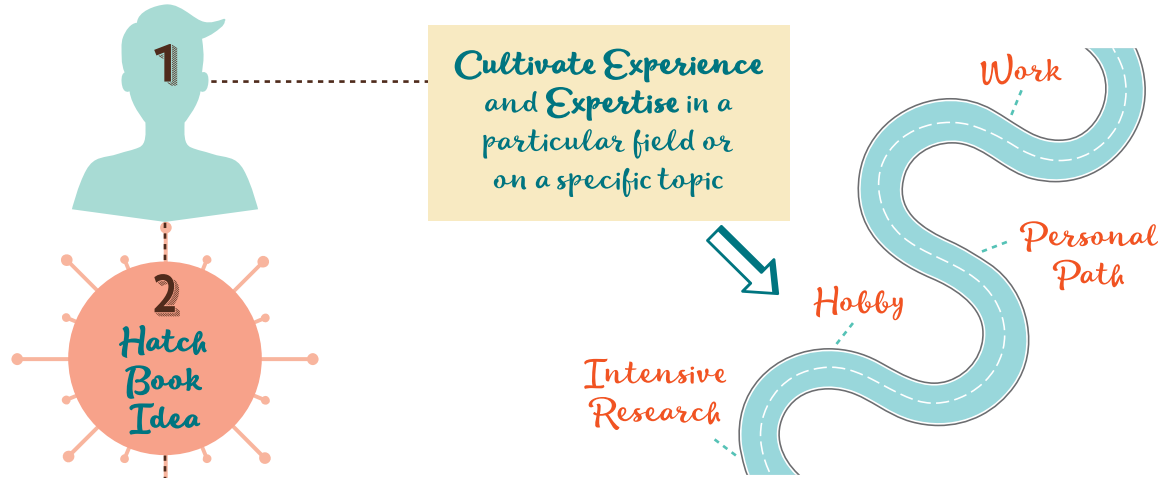 1
Cultivate Experience
and Expertise in a
particular field or
on a specific topic
Work
Personal
Path
Hobby
Intensive
Research
2
Hatch
Book
Idea